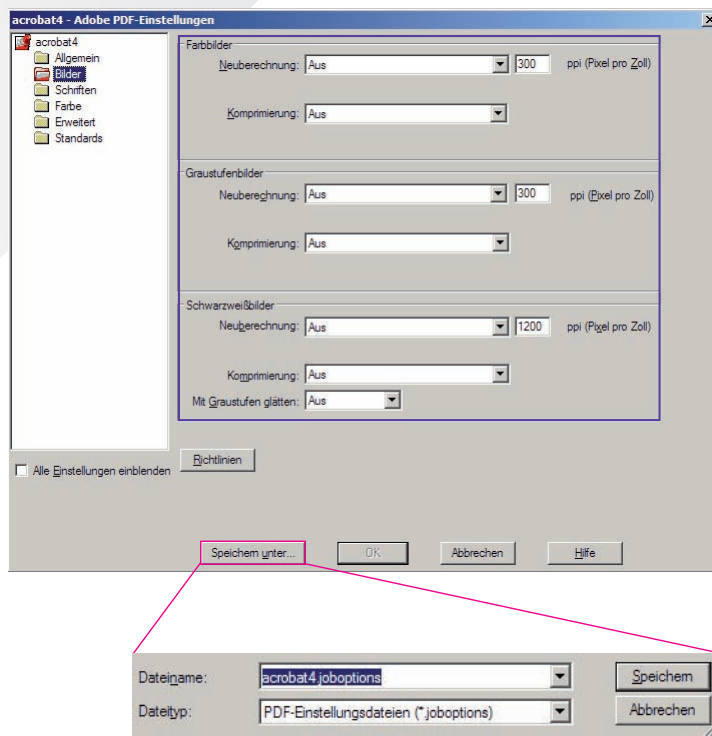 acrobat4 - Adobe PDF-Einstellungen
acrobat4
Allgemein
Bilder
Schriften
Farbe
Erweitert
Standards
Farbbilder
Neuberechnung: Aus 300 ppi (Pixel pro Zoll)
Komprimierung: Aus
Graustufenbilder
Neuberechnung: Aus 300 ppi (Pixel pro Zoll)
Komprimierung: Aus
Schwarzweißbilder
Neuberechnung: Aus 1200 ppi (Pixel pro Zoll)
Komprimierung: Aus
Mit Graustufen glätten: Aus
Alle Einstellungen einblenden
Richtlinien
Speichern unter... OK Abbrechen Hilfe
Dateiname: acrobat4.joboptions Speichern
Dateityp: PDF-Einstellungsdateien (*.joboptions) Abbrechen